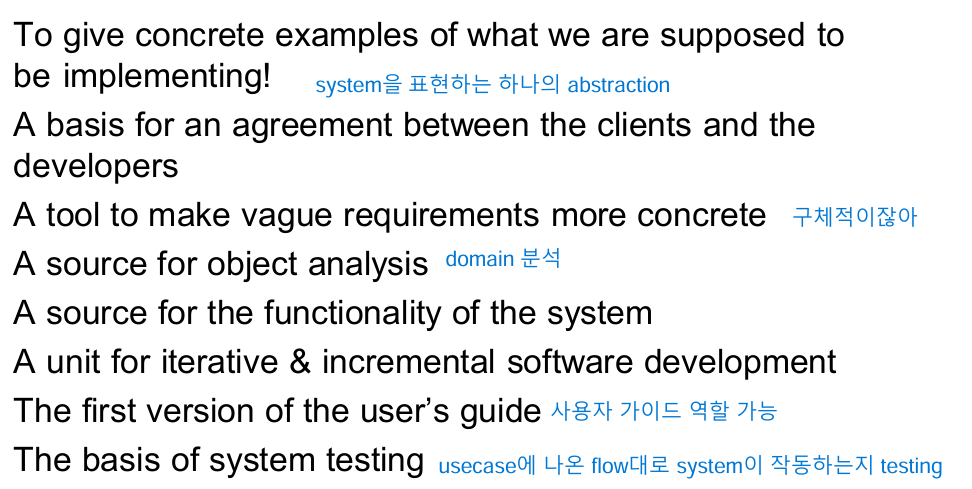 To give concrete examples of what we are supposed to
be implementing! system을 표현하는 하나의 abstraction
A basis for an agreement between the clients and the
developers
A tool to make vague requirements more concrete 구체적이잖아
A source for object analysis domain 분석
A source for the functionality of the system
A unit for iterative & incremental software development
The first version of the user’s guide 사용자 가이드 역할 가능
The basis of system testing usecase에 나온 flow대로 system이 작동하는지 testing